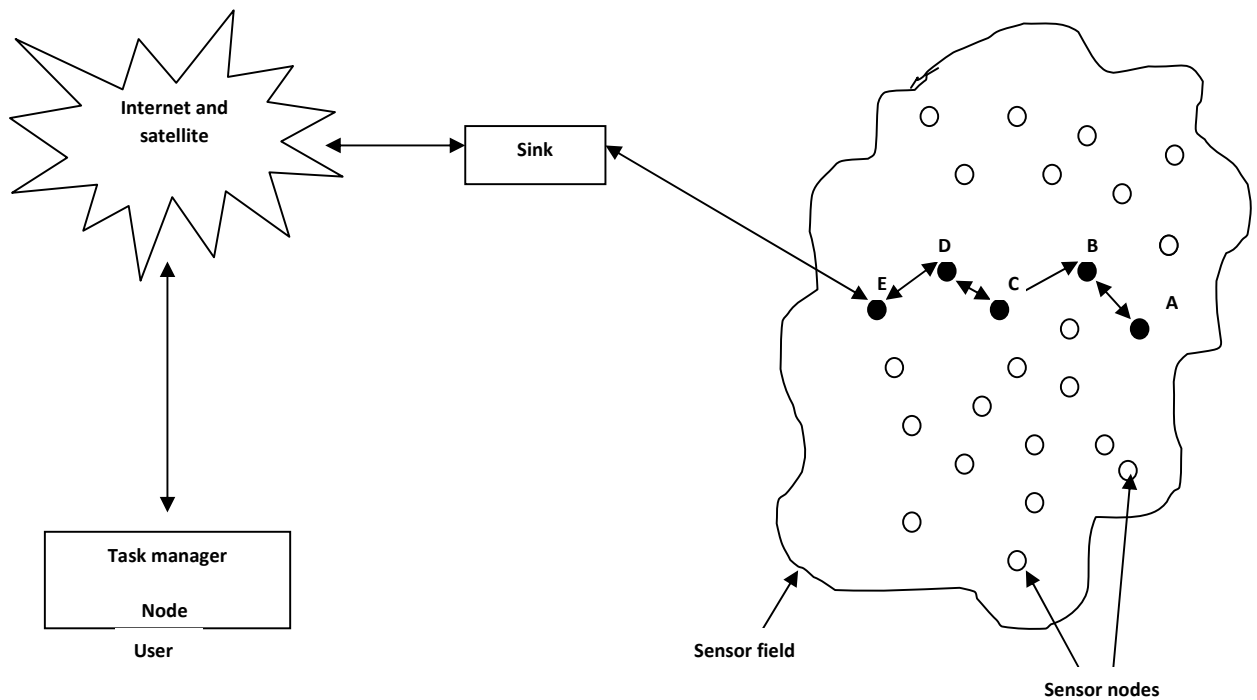 Internet and
satellite
Sink
D
B
E
C
A
Task manager
Node
User
Sensor field
Sensor nodes